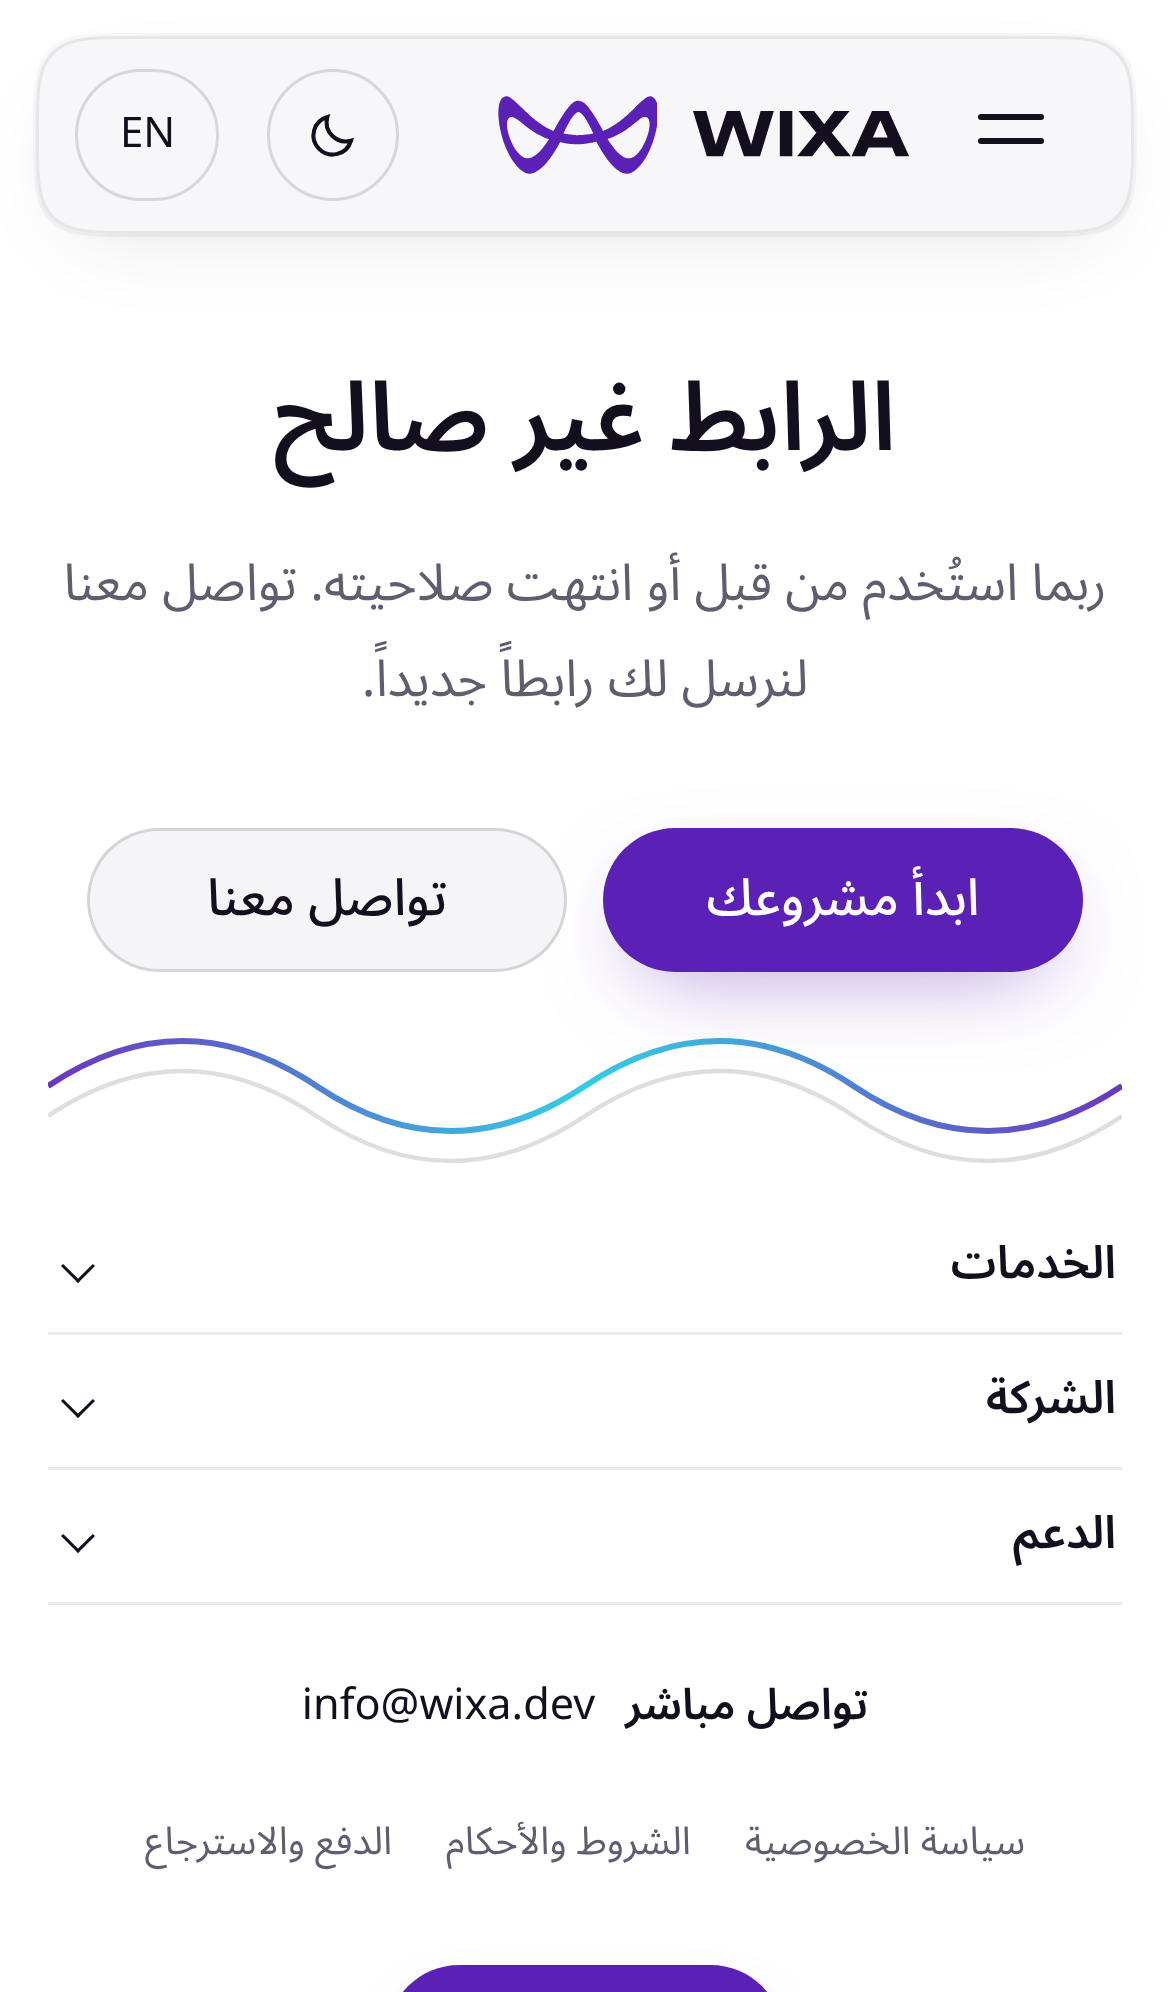 WIXA
EN
الرابط غير صالح
ربما استُخدم من قبل أو انتهت صلاحيته. تواصل معنا
لنرسل لك رابطاً جديداً.
ابدأ مشروعك
تواصل معنا
الخدمات
الشركة
الدعم
تواصل مباشر info@wixa.dev
سياسة الخصوصية الشروط والأحكام الدفع والاسترجاع